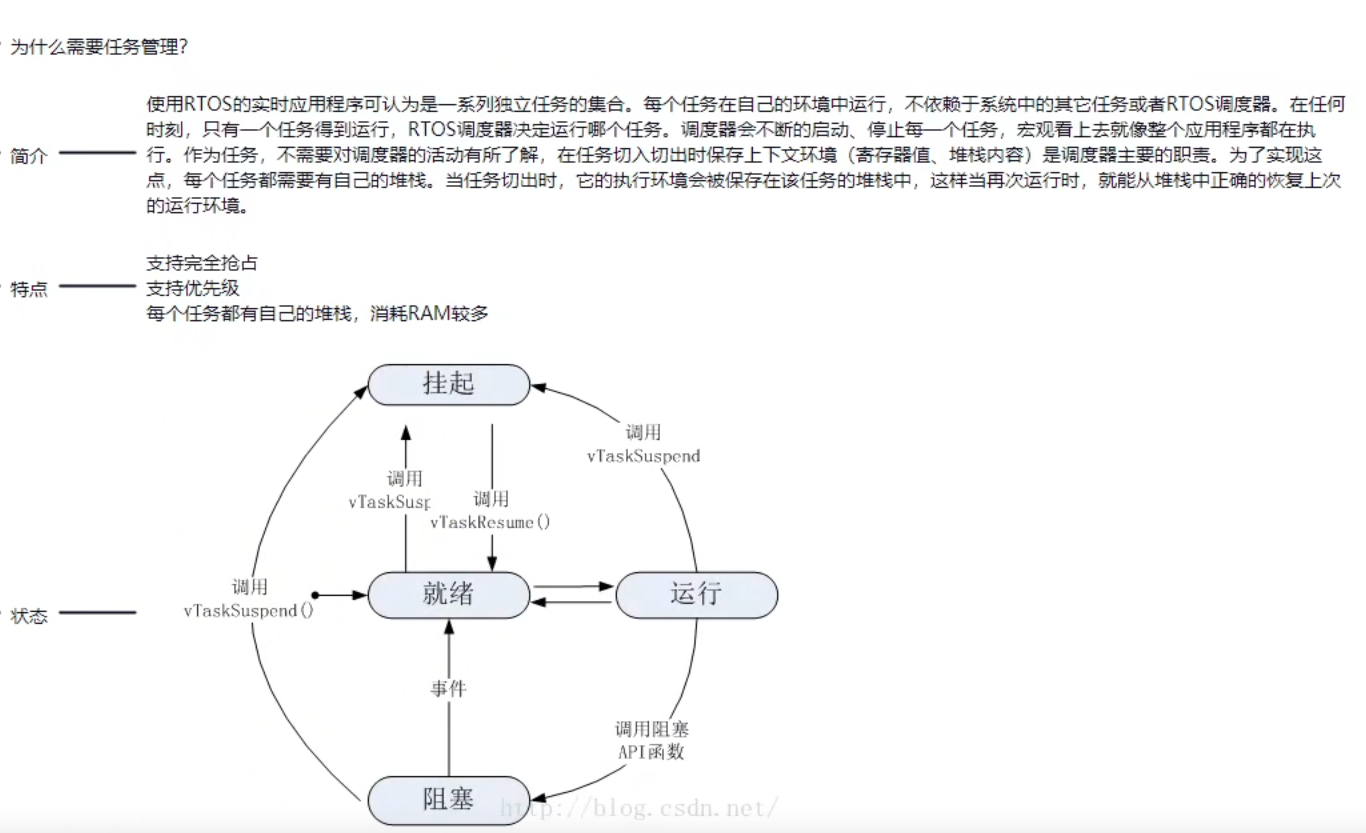 为什么需要任务管理?
使用RTOS的实时应用程序可认为是一系列独立任务的集合。每个任务在自己的环境中运行，不依赖于系统中的其它任务或者RTOS调度器。在任何
时刻，只有一个任务得到运行，RTOS调度器决定运行哪个任务。调度器会不断的启动、停止每一个任务，宏观看上去就像整个应用程序都在执
简介
行。作为任务，不需要对调度器的活动有所了解，在任务切入切出时保存上下文环境（寄存器值、堆栈内容）是调度器主要的职责。为了实现这
点，每个任务都需要有自己的堆栈。当任务切出时，它的执行环境会被保存在该任务的堆栈中，这样当再次运行时，就能从堆栈中正确的恢复上次
的运行环境。
支持完全抢占
特点
支持优先级
每个任务都有自己的堆栈，消耗RAM较多
挂起
调用
vTaskSuspend
调用
vTaskSusp
调用
vTaskResume()
调用
vTaskSuspend()
就绪
运行
状态
事件
调用阻塞
API函数
阻塞
http://blog.csdn.net/